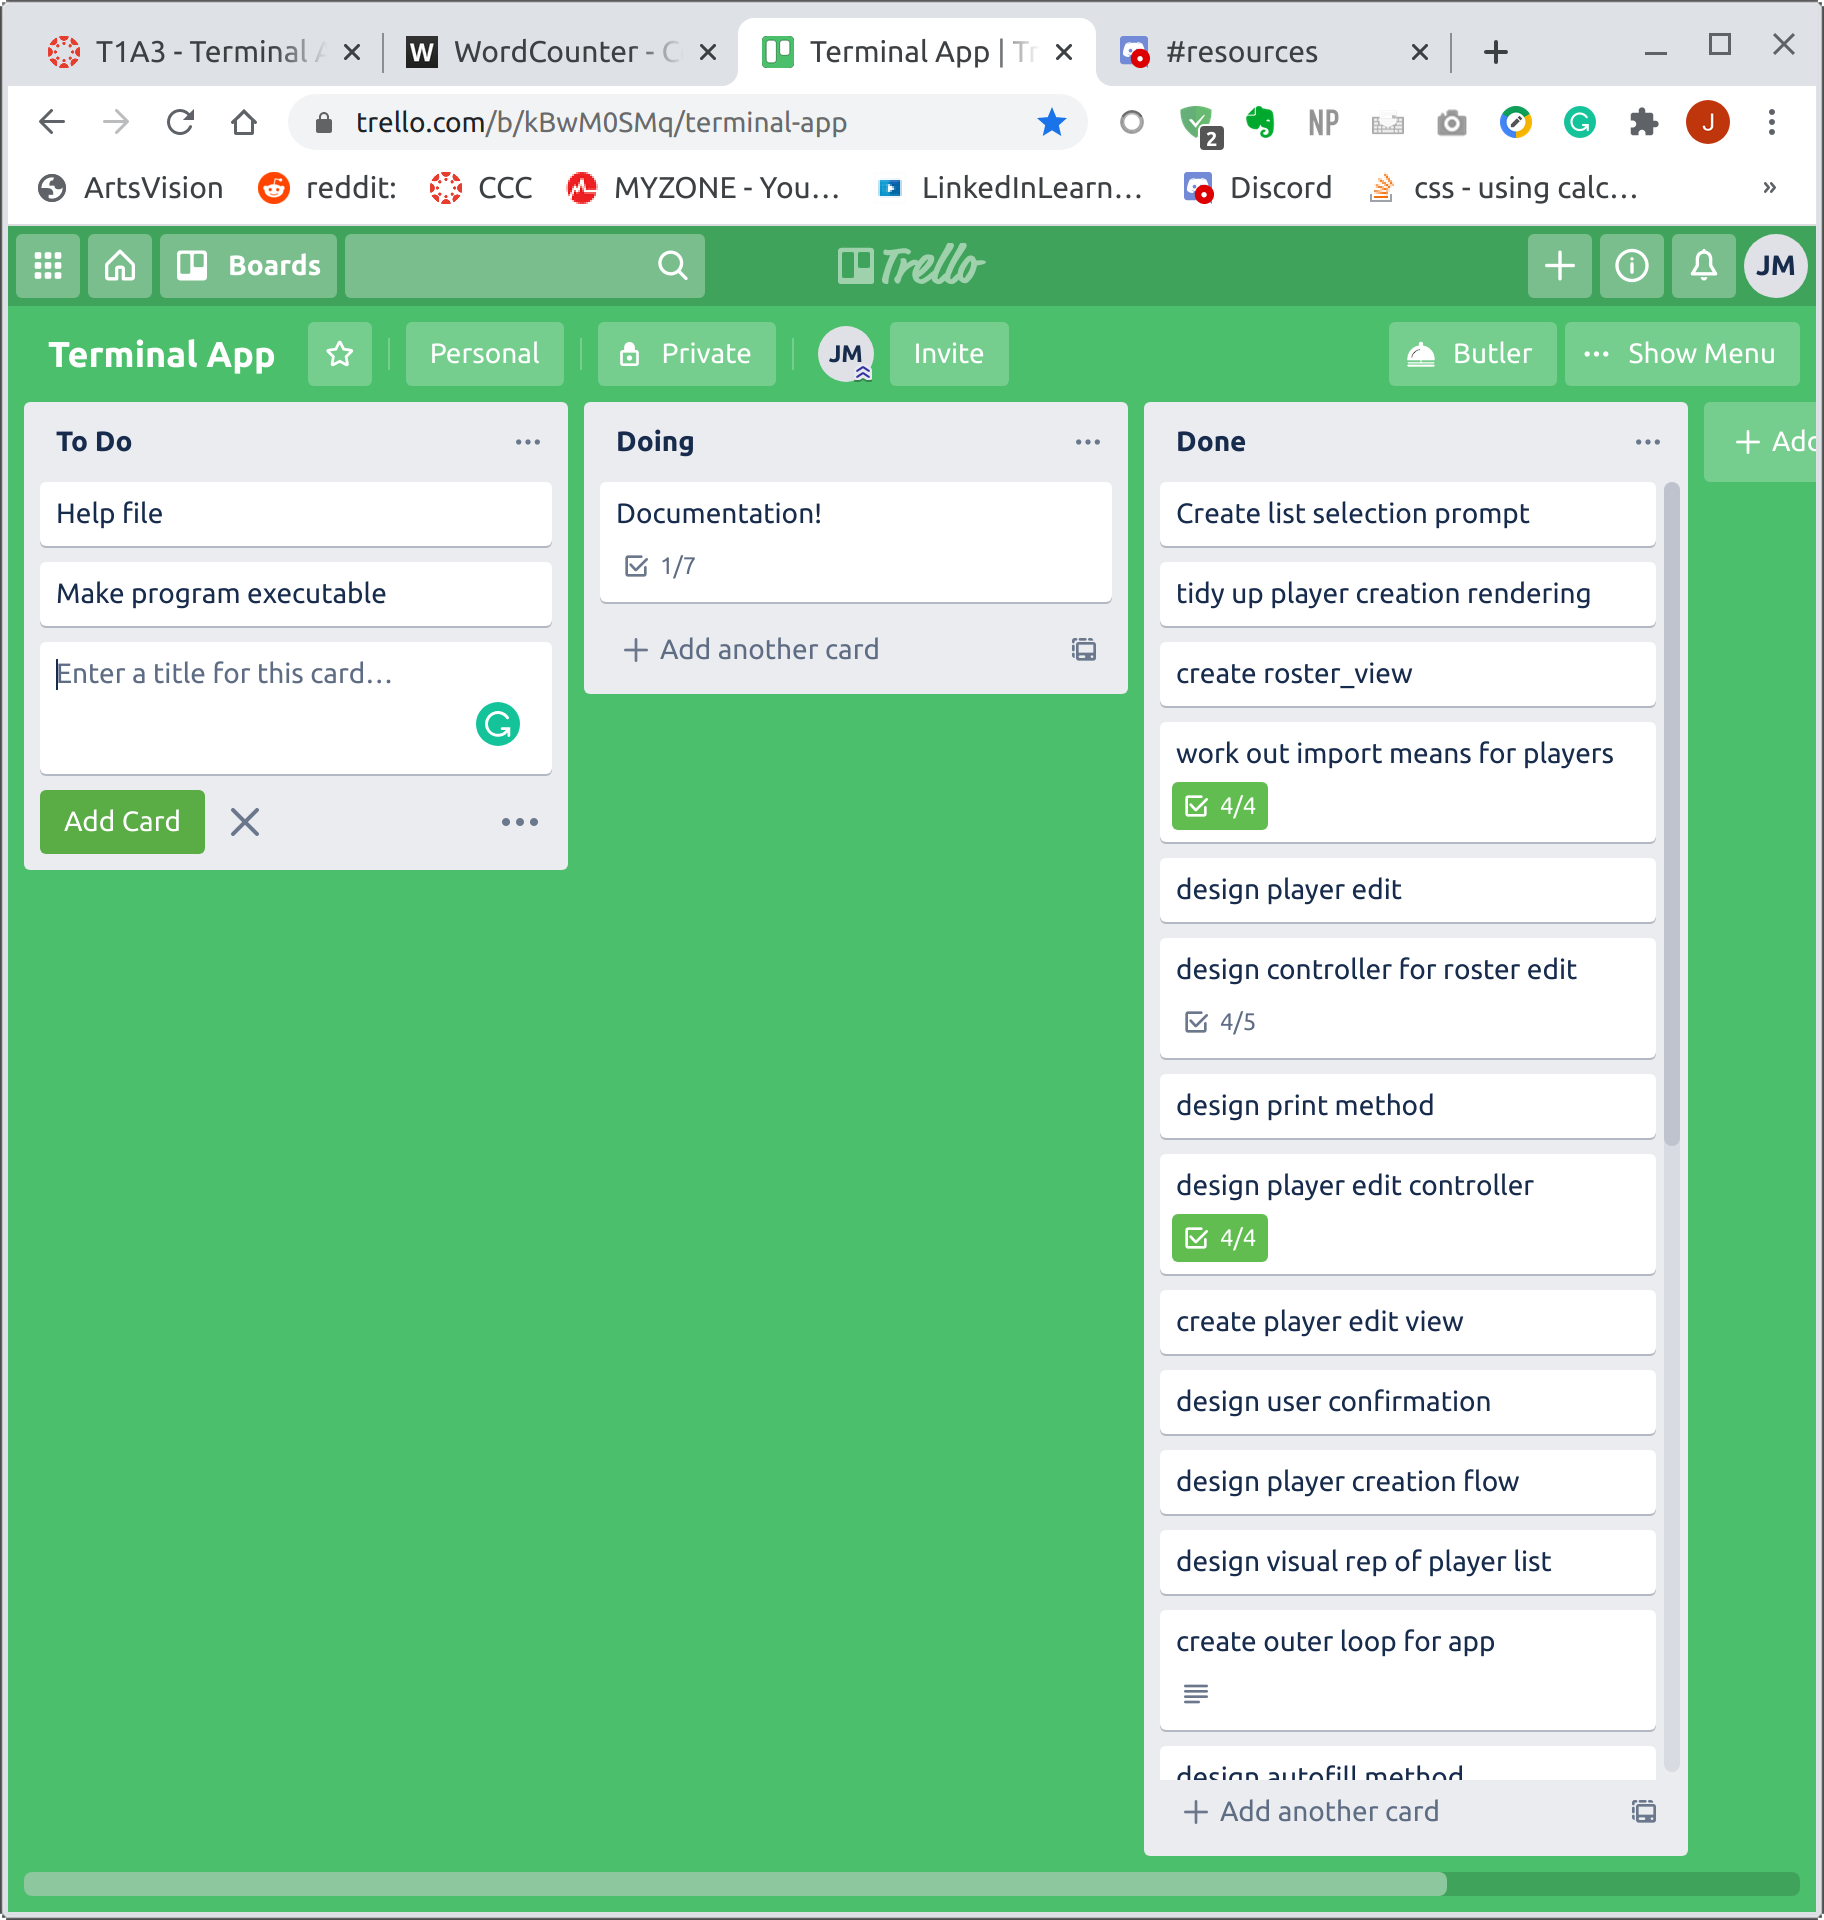 T1A3 - Terminal
WordCounter - C
Terminal App | Tr
#resources
trello.com/b/kBwM0SMq/terminal-app
2
NP
J
ArtsVision
reddit:
CCC
MYZONE - You...
LinkedInLearn...
Discord
css - using calc...
»
Boards
Trello
JM
Terminal App
Personal
Private
JM
Invite
Butler
Show Menu
To Do
Help file
Make program executable
Enter a title for this card...
Add Card
Doing
Documentation!
1/7
Add another card
Done
Create list selection prompt
tidy up player creation rendering
create roster_view
work out import means for players
4/4
design player edit
design controller for roster edit
4/5
design print method
design player edit controller
4/4
create player edit view
design user confirmation
design player creation flow
design visual rep of player list
create outer loop for app
design autofill method
Add another card
Add